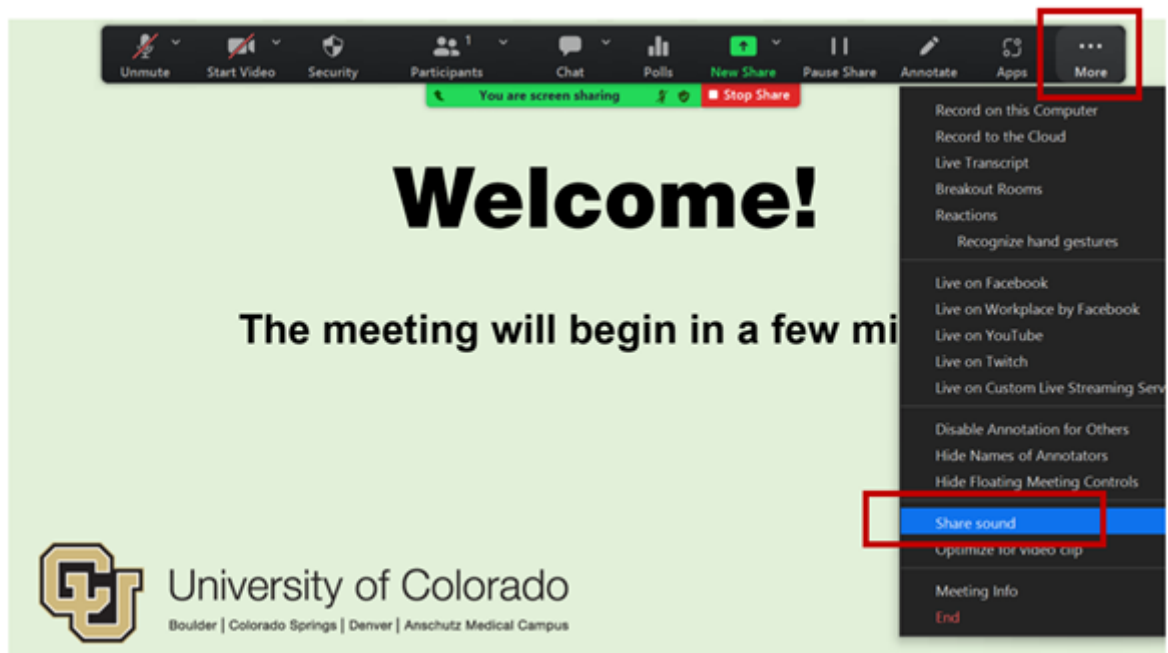 1
Unmute Start Video Security Participants Chat Polls New Share Pause Share Annotate Apps More
You are screen sharing Stop Share
Welcome!
The meeting will begin in a few mi
Record on this Computer
Record to the Cloud
Live Transcript
Breakout Rooms
Reactions
Recognize hand gestures
Live on Facebook
Live on Workplace by Facebook
Live on YouTube
Live on Twitch
Live on Custom Live Streaming Serv
Disable Annotation for Others
Hide Names of Annotators
Hide Floating Meeting Controls
Share sound
Optimize for video clip
Meeting Info
End
CU
University of Colorado
Boulder | Colorado Springs | Denver | Anschutz Medical Campus